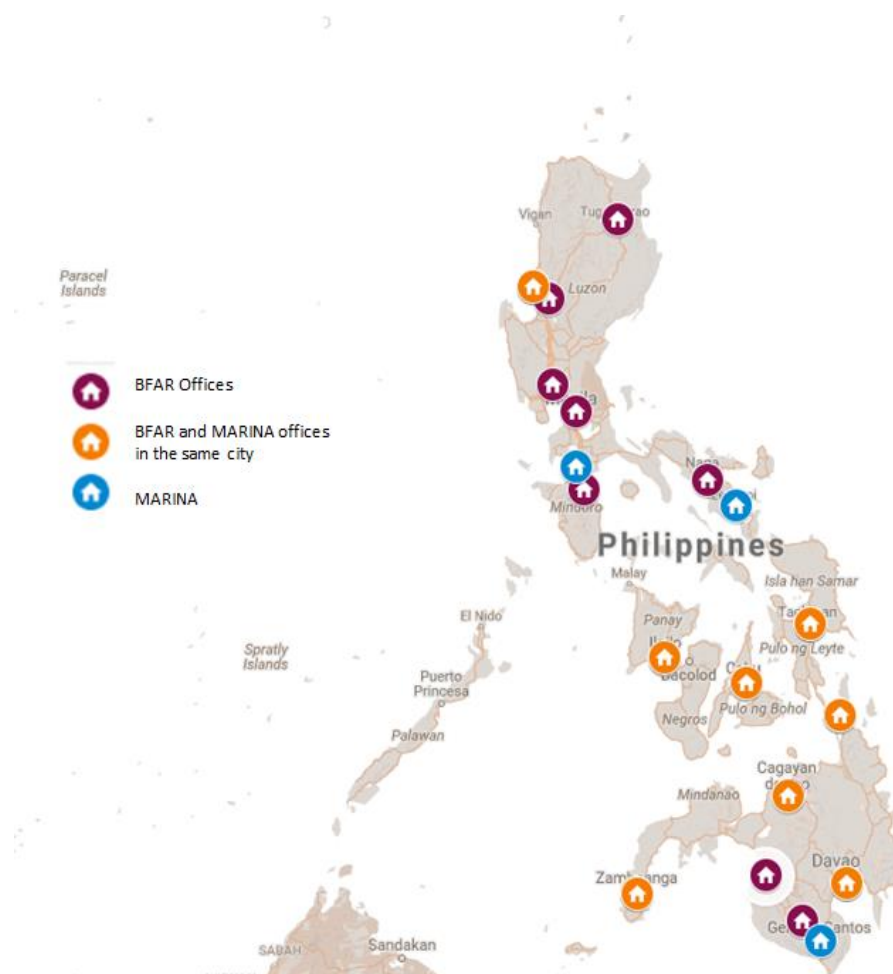 Vigan
Luzon
Paracel
Islands
BFAR Offices
BFAR and MARINA offices
in the same city
MARINA
Mindoro
Philippines
Malay
Isla han Samar
El Nido
Panay
Spratly
Islands
Pulo ng Leyte
Bacolod
Puerto
Princesa
Pulo ng Bohol
Negros
Palawan
Cagayan
Mindanao
Davao
SABAH
Sandakan